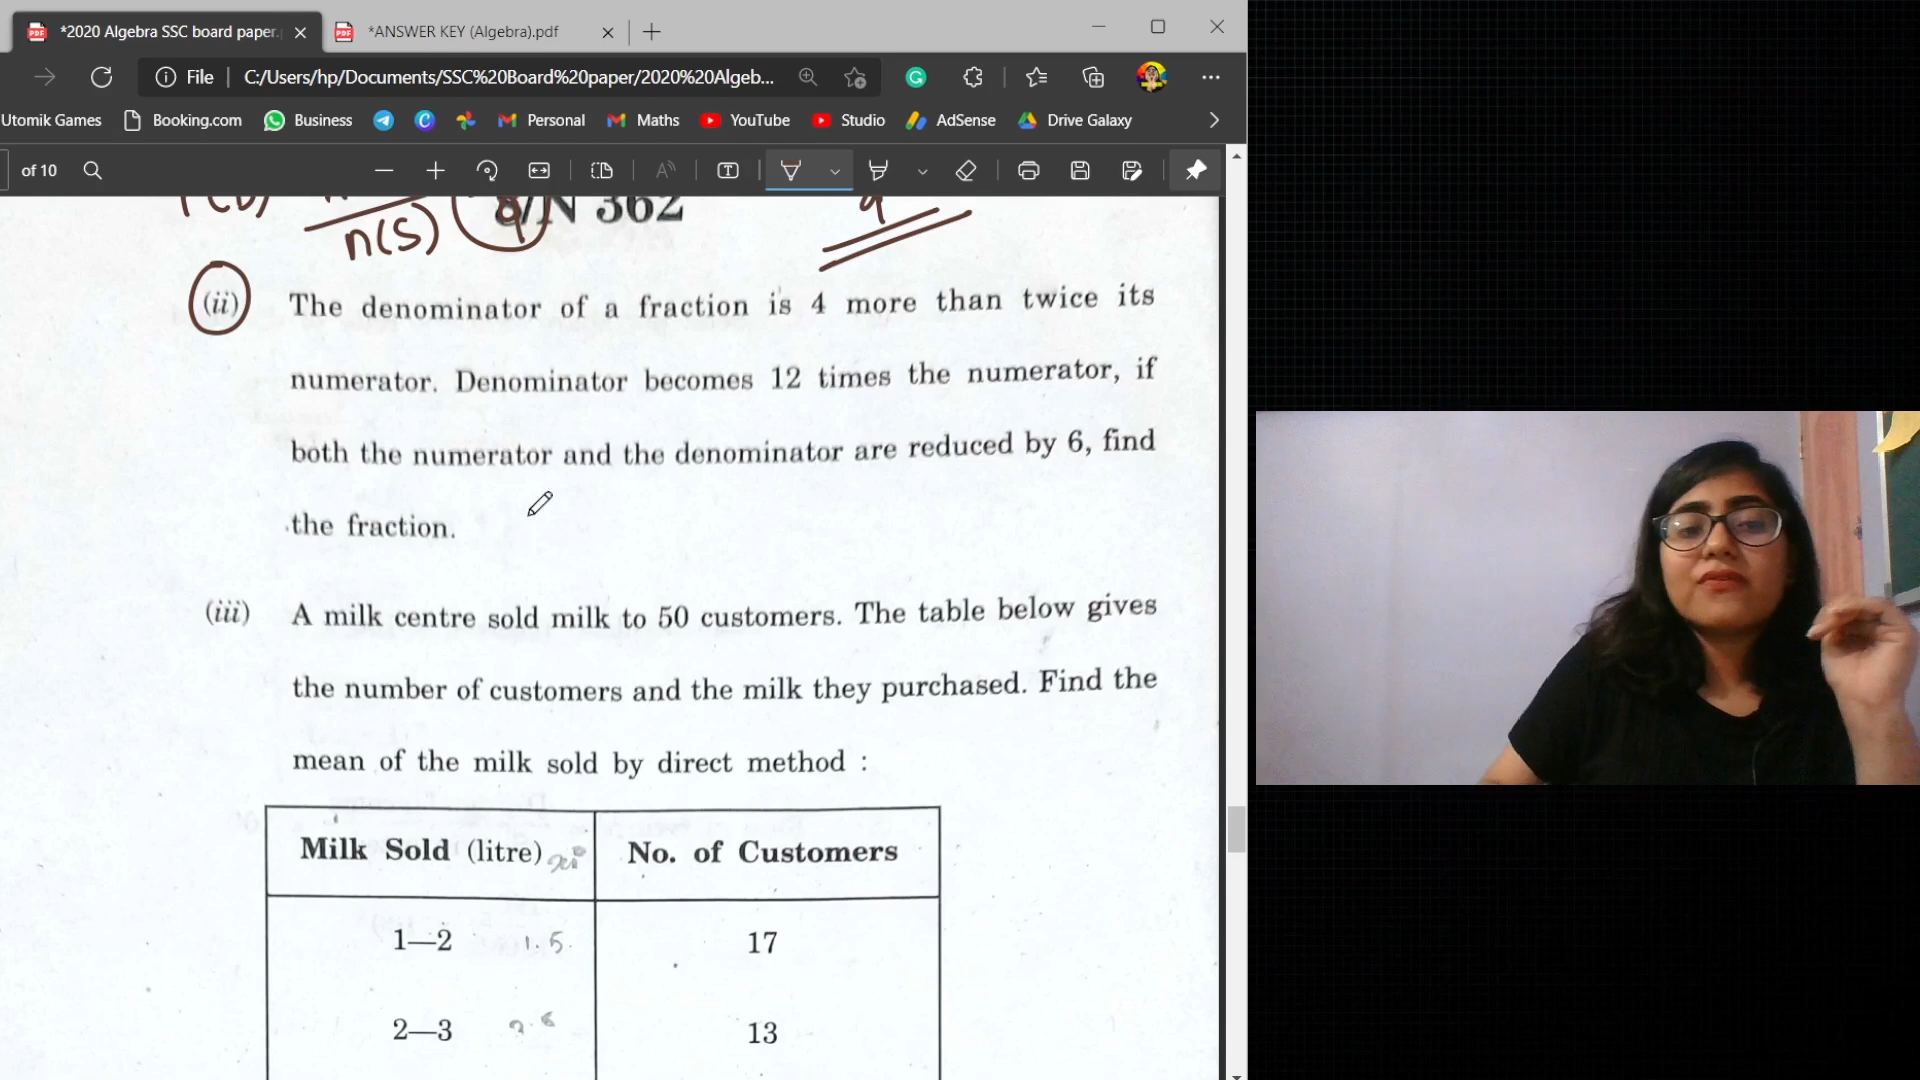 *2020 Algebra SSC board paper.
*ANSWER KEY (Algebra).pdf
File
C:/Users/hp/Documents/SSC%20Board%20paper/2020%20Algeb...
Utomik Games Booking.com Business Personal Maths YouTube Studio AdSense Drive Galaxy
of 10
8/N 362
n(S)
9
(ii) The denominator of a fraction is 4 more than twice its
numerator. Denominator becomes 12 times the numerator, if
both the numerator and the denominator are reduced by 6, find
the fraction.
(iii) A milk centre sold milk to 50 customers. The table below gives
the number of customers and the milk they purchased. Find the
mean of the milk sold by direct method :
Milk Sold (litre) xi No. of Customers
1—2 1.5 17
2—3 13